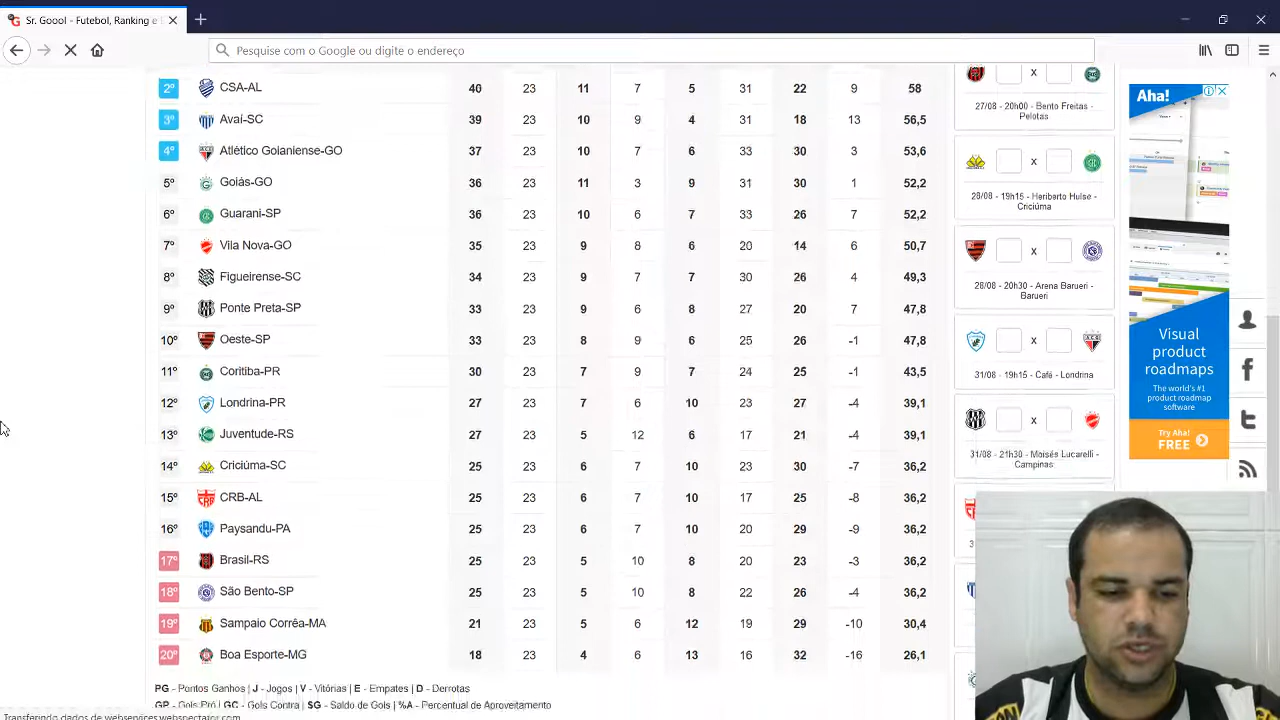 Sr. Goool - Futebol, Ranking e
Pesquise com o Google ou digite o endereço
2º CSA-AL 40 23 11 7 5 31 22 9 58
3º Avaí-SC 39 23 10 9 4 31 18 13 56,5
4º Atlético Goianiense-GO 37 23 10 7 6 33 30 3 53,6
5º Goiás-GO 36 23 11 3 9 31 30 1 52,2
6º Guarani-SP 36 23 10 6 7 33 26 7 52,2
7º Vila Nova-GO 35 23 9 8 6 20 14 6 50,7
8º Figueirense-SC 34 23 9 7 7 30 26 4 49,3
9º Ponte Preta-SP 33 23 9 6 8 27 20 7 47,8
10º Oeste-SP 33 23 8 9 6 25 26 -1 47,8
11º Coritiba-PR 30 23 7 9 7 24 25 -1 43,5
12º Londrina-PR 27 23 7 6 10 23 27 -4 39,1
13º Juventude-RS 27 23 5 12 6 17 21 -4 39,1
14º Criciúma-SC 25 23 6 7 10 23 30 -7 36,2
15º CRB-AL 25 23 6 7 10 17 25 -8 36,2
16º Paysandu-PA 25 23 6 7 10 20 29 -9 36,2
17º Brasil-RS 25 23 5 10 8 20 23 -3 36,2
18º São Bento-SP 25 23 5 10 8 22 26 -4 36,2
19º Sampaio Corrêa-MA 21 23 5 6 12 19 29 -10 30,4
20º Boa Esporte-MG 18 23 4 6 13 16 32 26,1
PG - Pontos Ganhos | J - Jogos | V - Vitórias | E - Empates | D - Derrotas
GP - Gols Pró | GC - Gols Contra | SG - Saldo de Gols | %A - Percentual de Aproveitamento
Transferindo dados de webservices.webspectator.com...
x
27/08 - 20h00 - Bento Freitas -
Pelotas
x
28/08 - 19h15 - Heriberto Hulse -
Criciúma
x
28/08 - 20h30 - Arena Barueri -
Barueri
x
31/08 - 19h15 - Café - Londrina
x
31/08 - 21h30 - Moisés Lucarelli -
Campinas
Aha!
Visual
product
roadmaps
The world's #1
product roadmap
software
Try Aha!
FREE